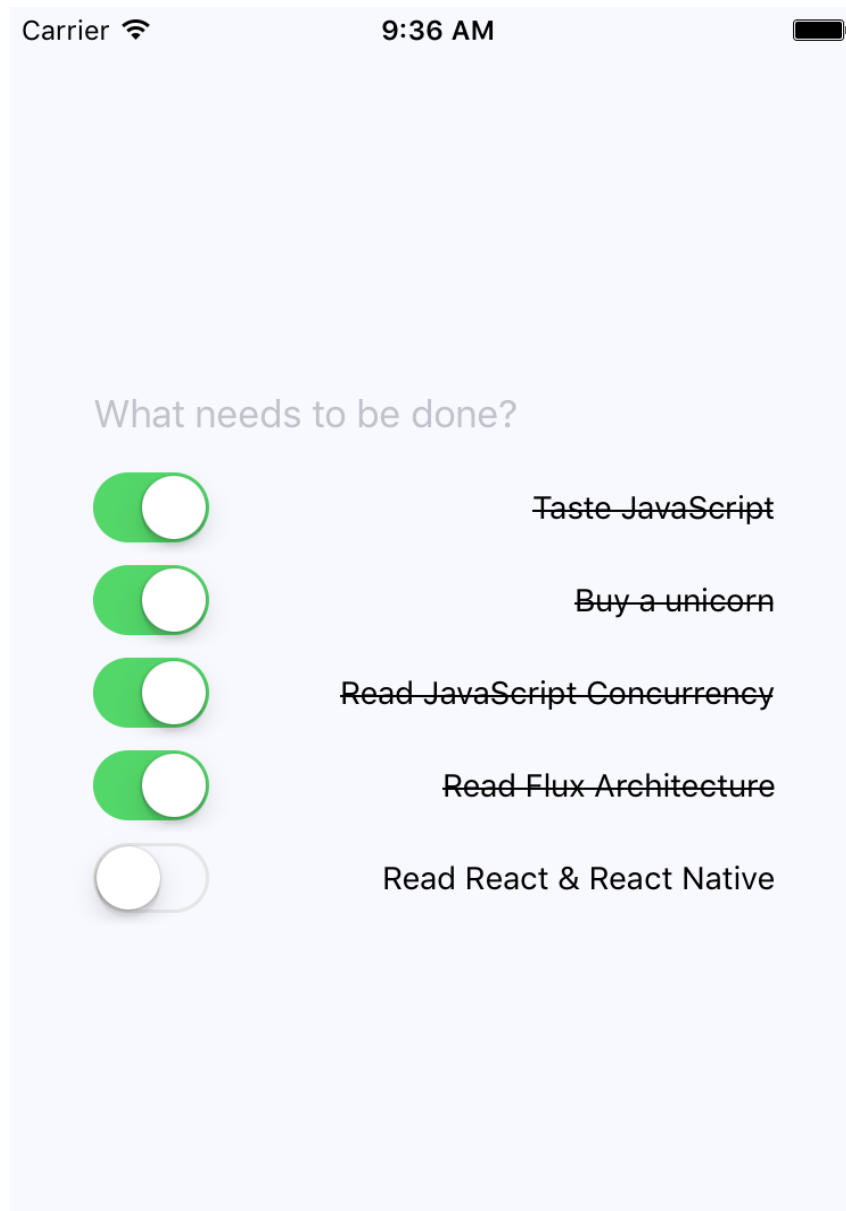 Carrier 9:36 AM
What needs to be done?
Taste JavaScript
Buy a unicorn
Read JavaScript Concurrency
Read Flux Architecture
Read React & React Native